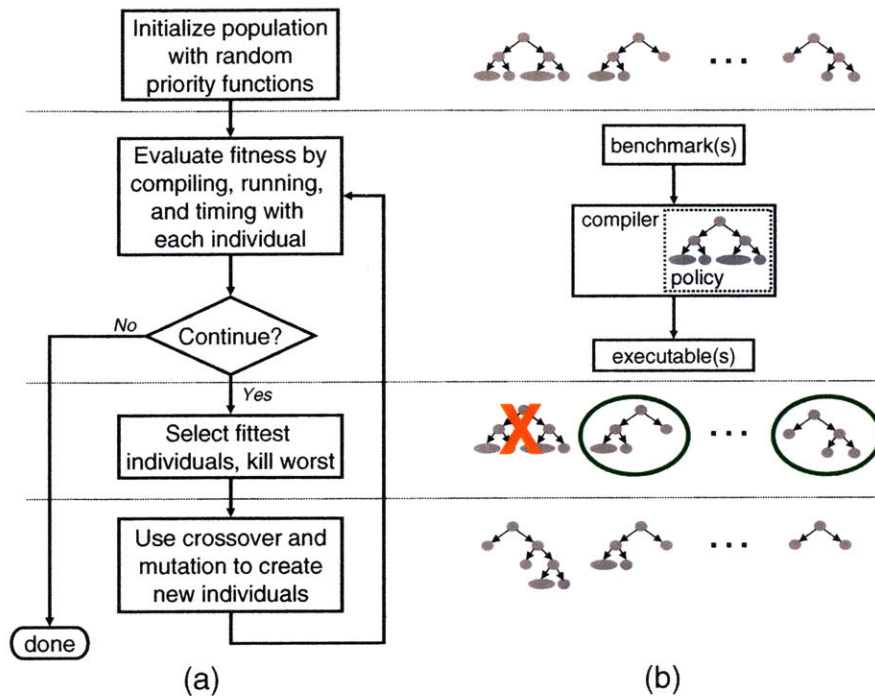 Initialize population
with random
priority functions
Evaluate fitness by
compiling, running,
and timing with
each individual
No
Continue?
Yes
Select fittest
individuals, kill worst
Use crossover and
mutation to create
new individuals
done
(a)
benchmark(s)
compiler
policy
executable(s)
X
(b)